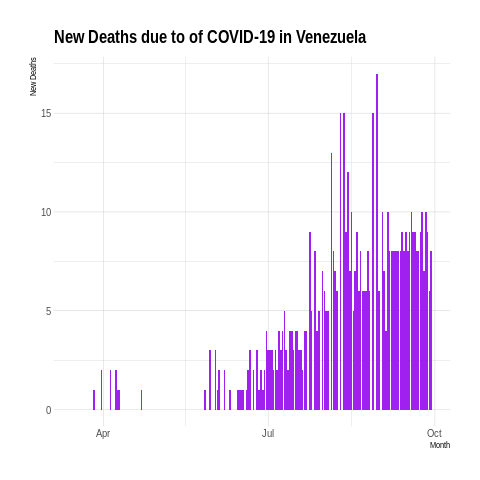 New Deaths due to of COVID-19 in Venezuela
New Deaths
15
10
5
0
Apr
Jul
Oct
Month